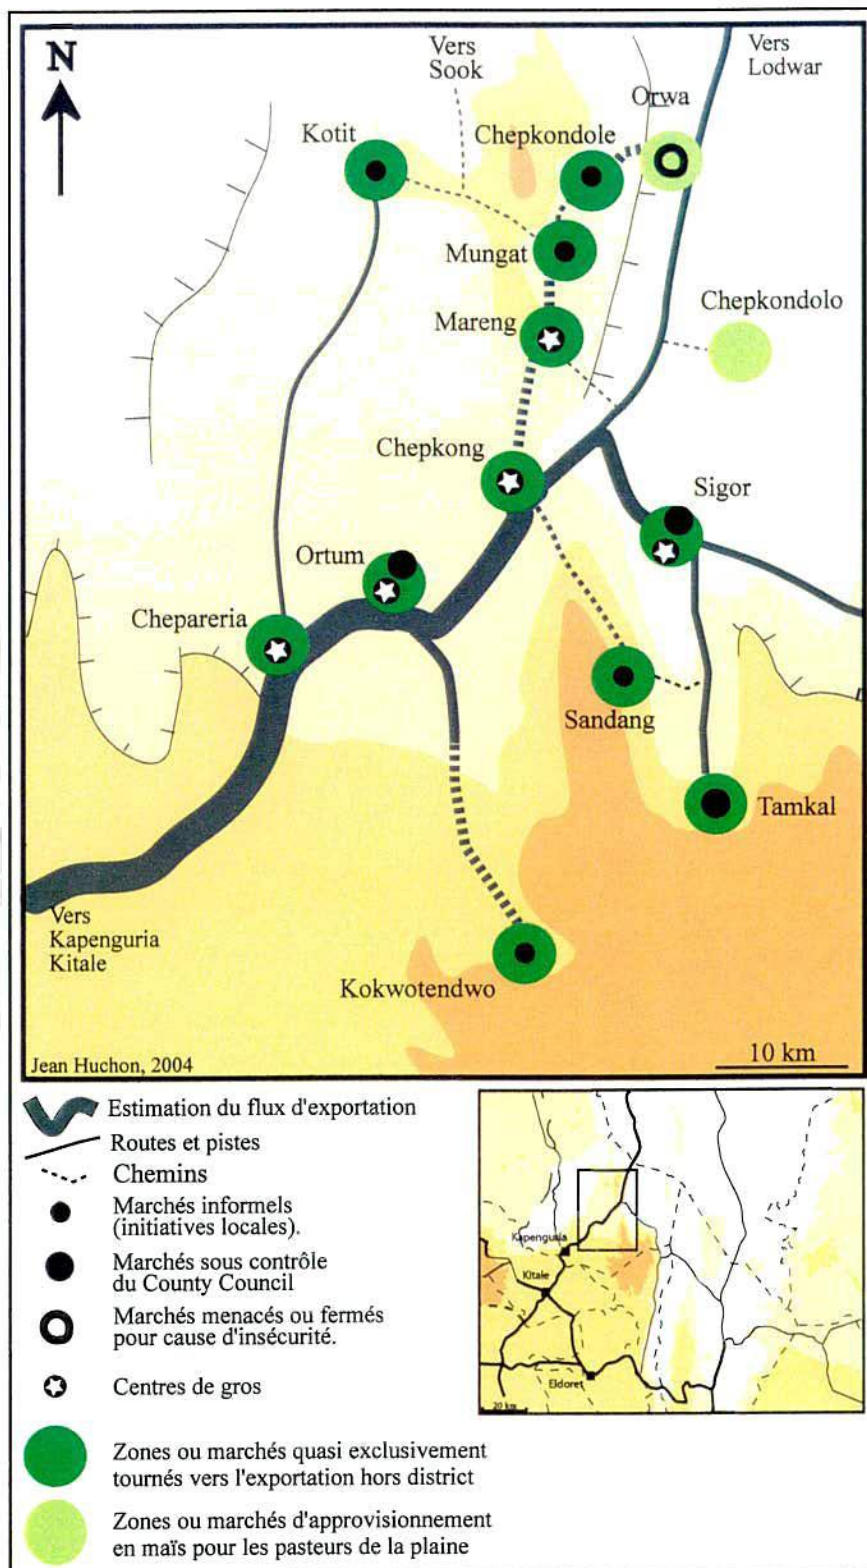 N
Vers
Sook
Vers
Lodwar
Orwa
Kotit
Chepkondole
Mungat
Chepkondolo
Mareng
Chepkong
Sigor
Ortum
Chepareria
Sandang
Tamkal
Vers
Kapenguria
Kitale
Kokwotendwo
Jean Huchon, 2004
10 km
Estimation du flux d'exportation
Routes et pistes
Chemins
Marchés informels
(initiatives locales).
Marchés sous contrôle
du County Council
Marchés menacés ou fermés
pour cause d'insécurité.
Centres de gros
Zones ou marchés quasi exclusivement
tournés vers l'exportation hors district
Zones ou marchés d'approvisionnement
en maïs pour les pasteurs de la plaine
Kapenguria
Kitale
Eldoret
20 km